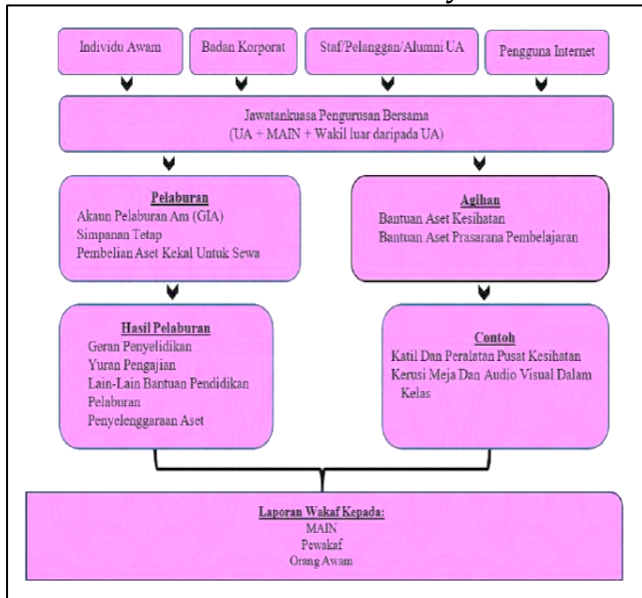 Individu Awam
Badan Korporat
Staf/Pelanggan/Alumni UA
Pengguna Internet
Jawatankuasa Pengurusan Bersama
(UA + MAIN + Wakil luar daripada UA)
Pelaburan
Akaun Pelaburan Am (GIA)
Simpanan Tetap
Pembelian Aset Kekal Untuk Sewa
Agihan
Bantuan Aset Kesihatan
Bantuan Aset Prasarana Pembelajaran
Hasil Pelaburan
Geran Penyelidikan
Yuran Pengajian
Lain-Lain Bantuan Pendidikan
Pelaburan
Penyelenggaraan Aset
Contoh
Katil Dan Peralatan Pusat Kesihatan
Kerusi Meja Dan Audio Visual Dalam
Kelas
Laporan Wakaf Kepada:
MAIN
Pewakaf
Orang Awam